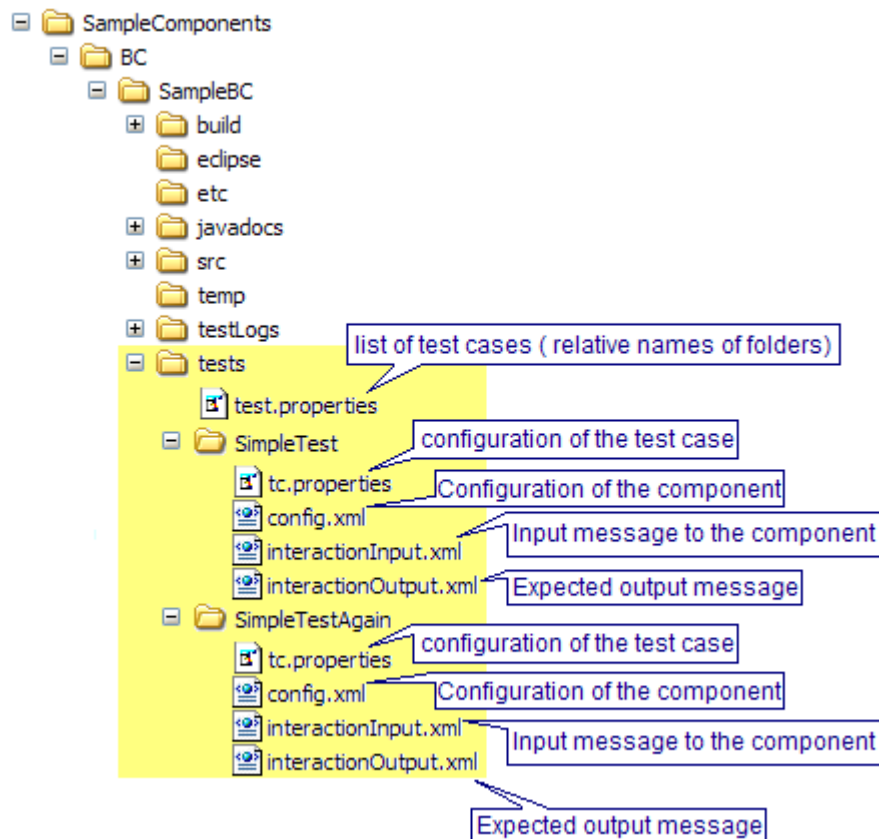 SampleComponents
BC
SampleBC
build
eclipse
etc
javadocs
src
temp
testLogs
list of test cases ( relative names of folders)
tests
test.properties
SimpleTest
configuration of the test case
tc.properties
Configuration of the component
config.xml
Input message to the component
interactionInput.xml
interactionOutput.xml
Expected output message
SimpleTestAgain
configuration of the test case
tc.properties
config.xml
Configuration of the component
interactionInput.xml
Input message to the component
interactionOutput.xml
Expected output message